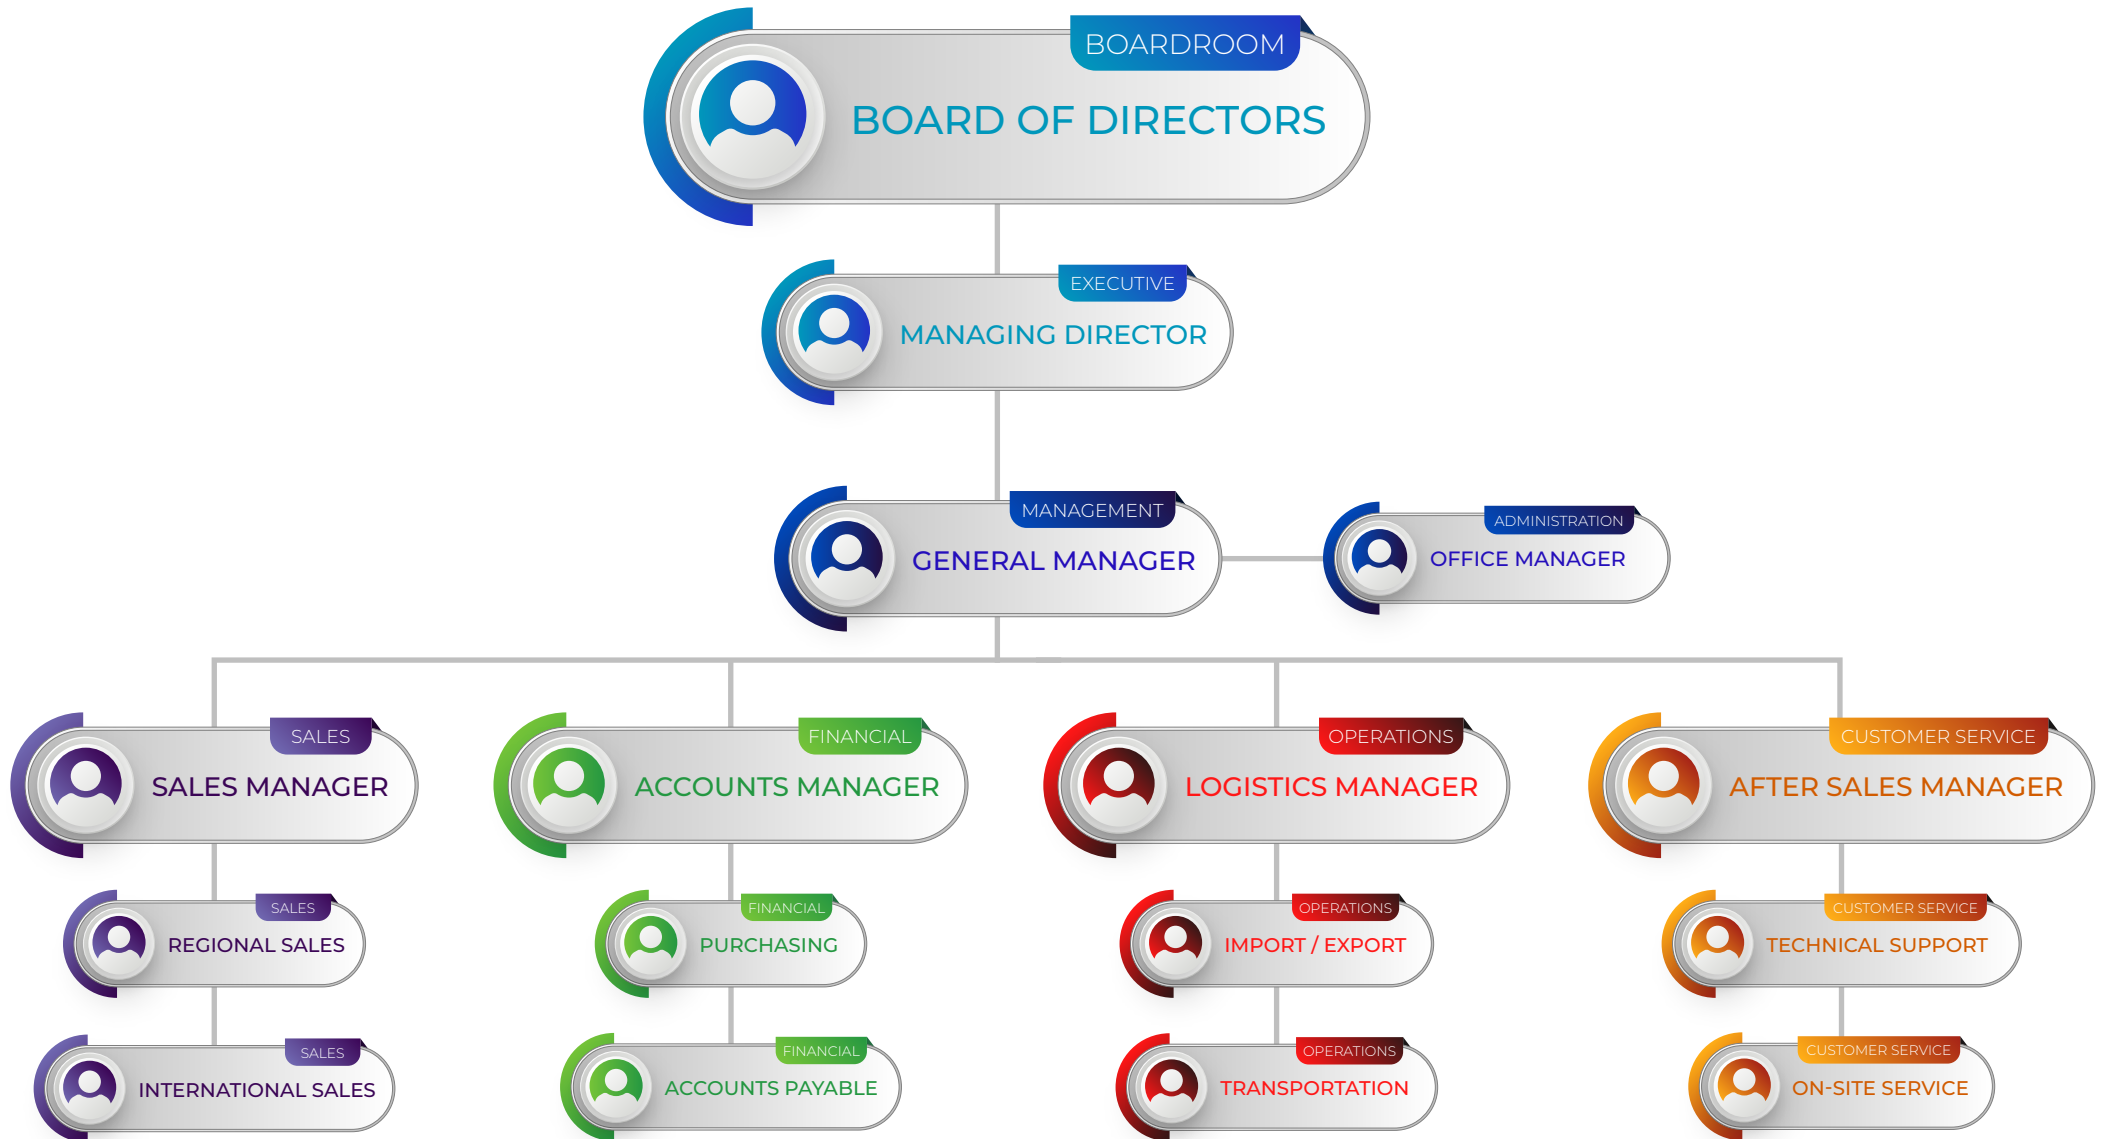 BOARDROOM
BOARD OF DIRECTORS
EXECUTIVE
MANAGING DIRECTOR
MANAGEMENT
GENERAL MANAGER
ADMINISTRATION
OFFICE MANAGER
SALES
SALES MANAGER
FINANCIAL
ACCOUNTS MANAGER
OPERATIONS
LOGISTICS MANAGER
CUSTOMER SERVICE
AFTER SALES MANAGER
SALES
REGIONAL SALES
FINANCIAL
PURCHASING
OPERATIONS
IMPORT / EXPORT
CUSTOMER SERVICE
TECHNICAL SUPPORT
SALES
INTERNATIONAL SALES
FINANCIAL
ACCOUNTS PAYABLE
OPERATIONS
TRANSPORTATION
CUSTOMER SERVICE
ON-SITE SERVICE